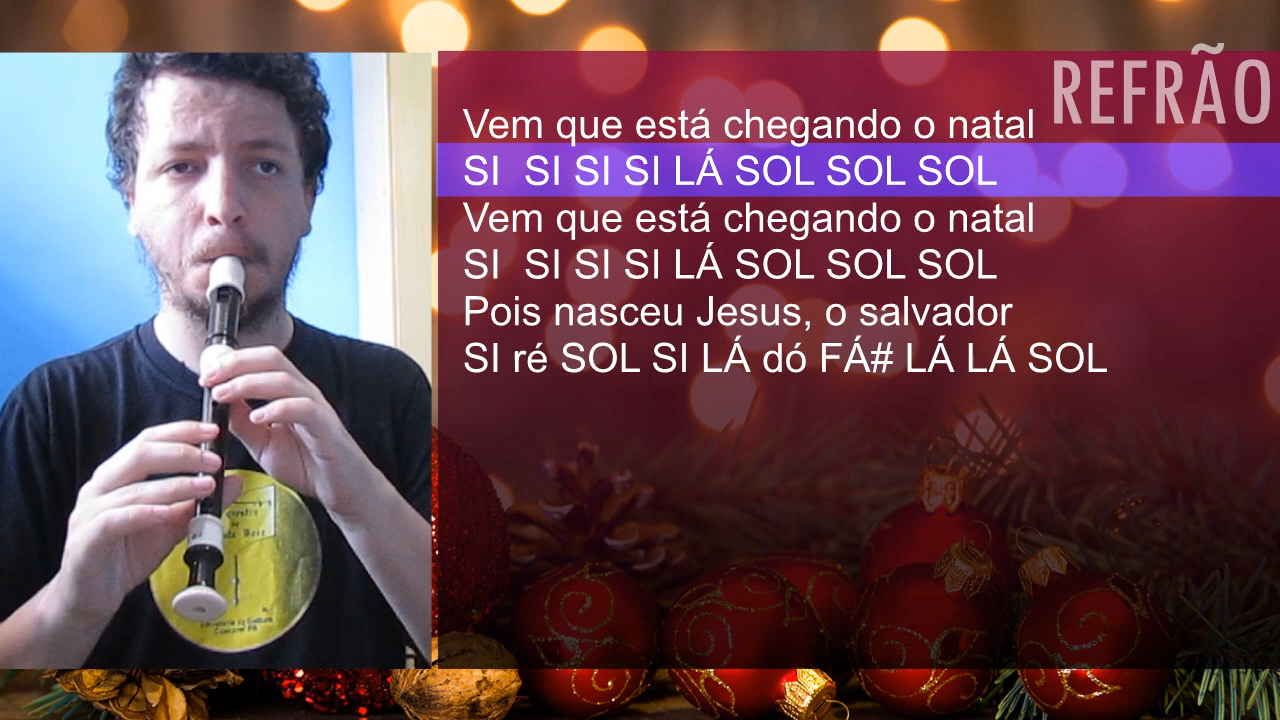 REFRÃO
Vem que está chegando o natal
SI  SI SI SI LÁ SOL SOL SOL
Vem que está chegando o natal
SI  SI SI SI LÁ SOL SOL SOL
Pois nasceu Jesus, o salvador
SI ré SOL SI LÁ dó FÁ# LÁ LÁ SOL